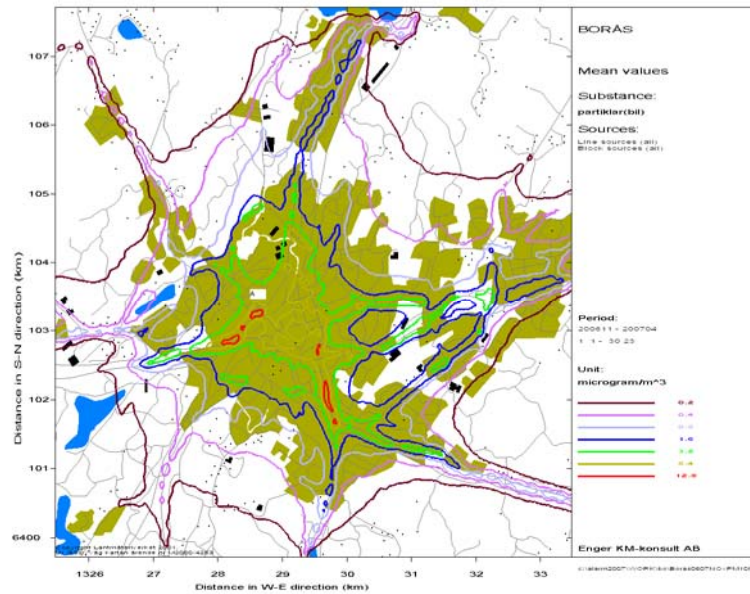 BORÅS
Mean values
Substance:
partiklar(bil)
Sources:
Line sources (all)
Block sources (all)
Period:
200611 - 200704
1 1 - 30 23
Unit:
microgram/m^3
0.2
0.4
1.6
3.2
6.4
12.8
Enger KM-konsult AB
Distance in S-N direction (km)
107
106
105
104
103
102
101
6400
1326
27
28
29
30
31
32
33
Distance in W-E direction (km)